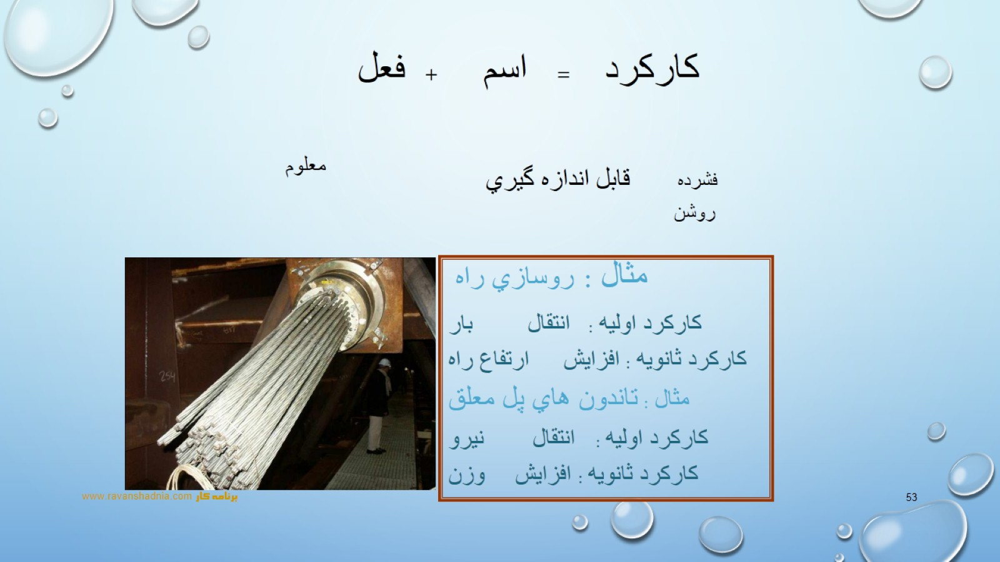 کارکرد = اسم + فعل
معلوم
فشرده قابل اندازه گيري
روشن
مثال : روسازي راه
کارکرد اوليه : انتقال بار
کارکرد ثانويه : افزايش ارتفاع راه
مثال : تاندون هاي پل معلق
کارکرد اوليه : انتقال نيرو
کارکرد ثانويه : افزايش وزن
254
برنامه کار www.ravanshadnia.com
53